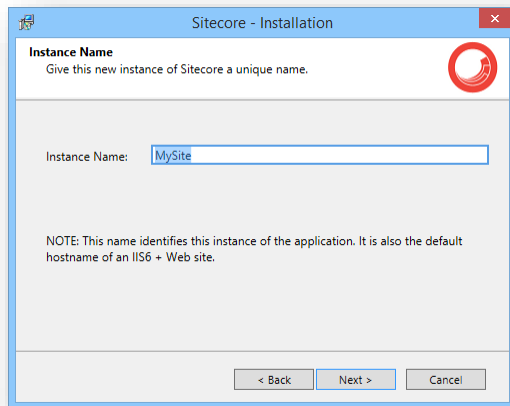 Sitecore - Installation
Instance Name
Give this new instance of Sitecore a unique name.
Instance Name:
MySite
NOTE: This name identifies this instance of the application. It is also the default
hostname of an IIS6 + Web site.
< Back
Next >
Cancel